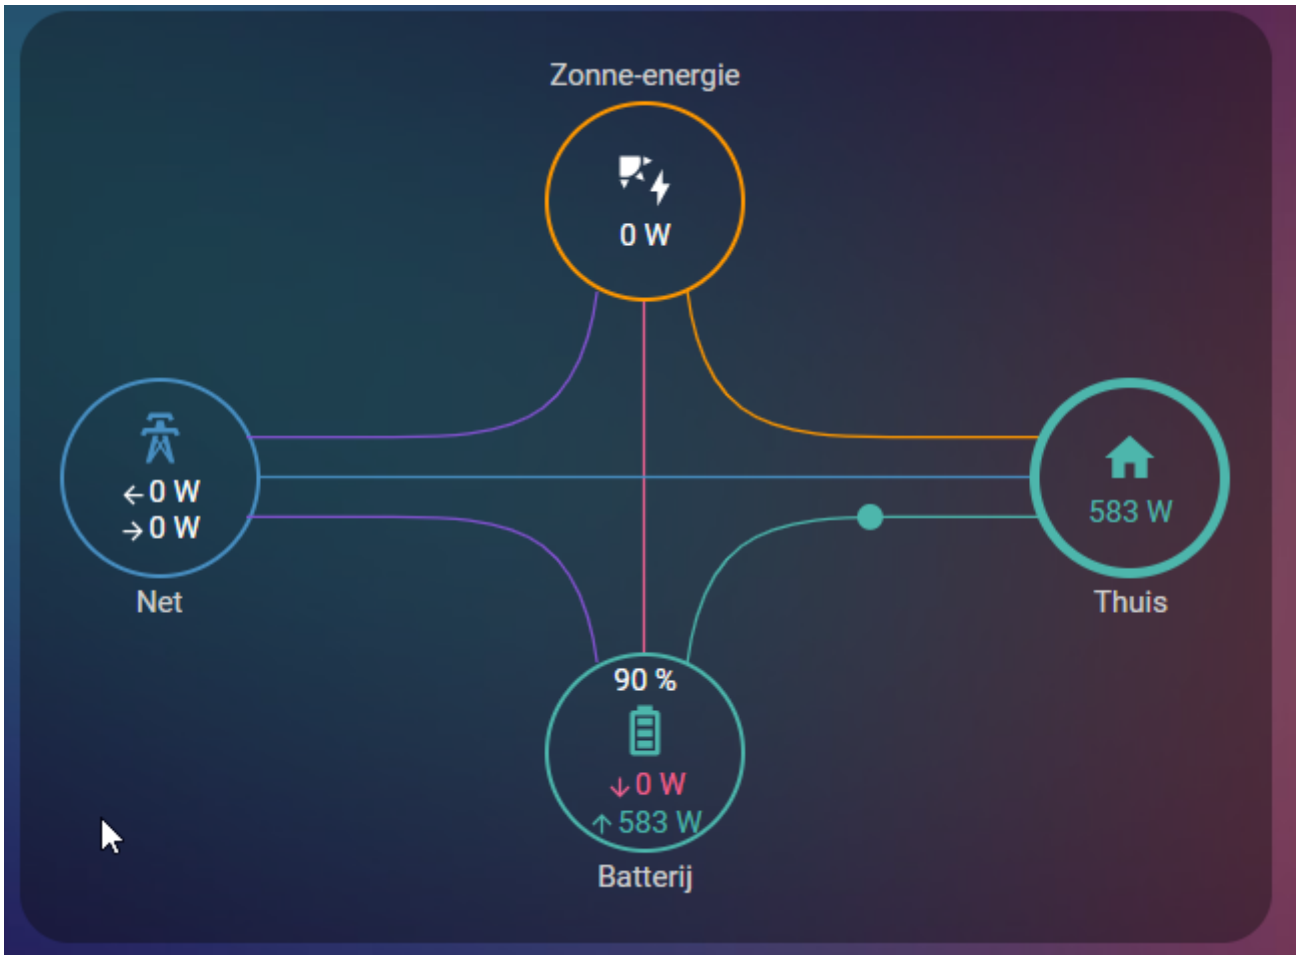 Zonne-energie
0 W
←0 W
→0 W
Net
583 W
Thuis
90 %
↓0 W
↑583 W
Batterij